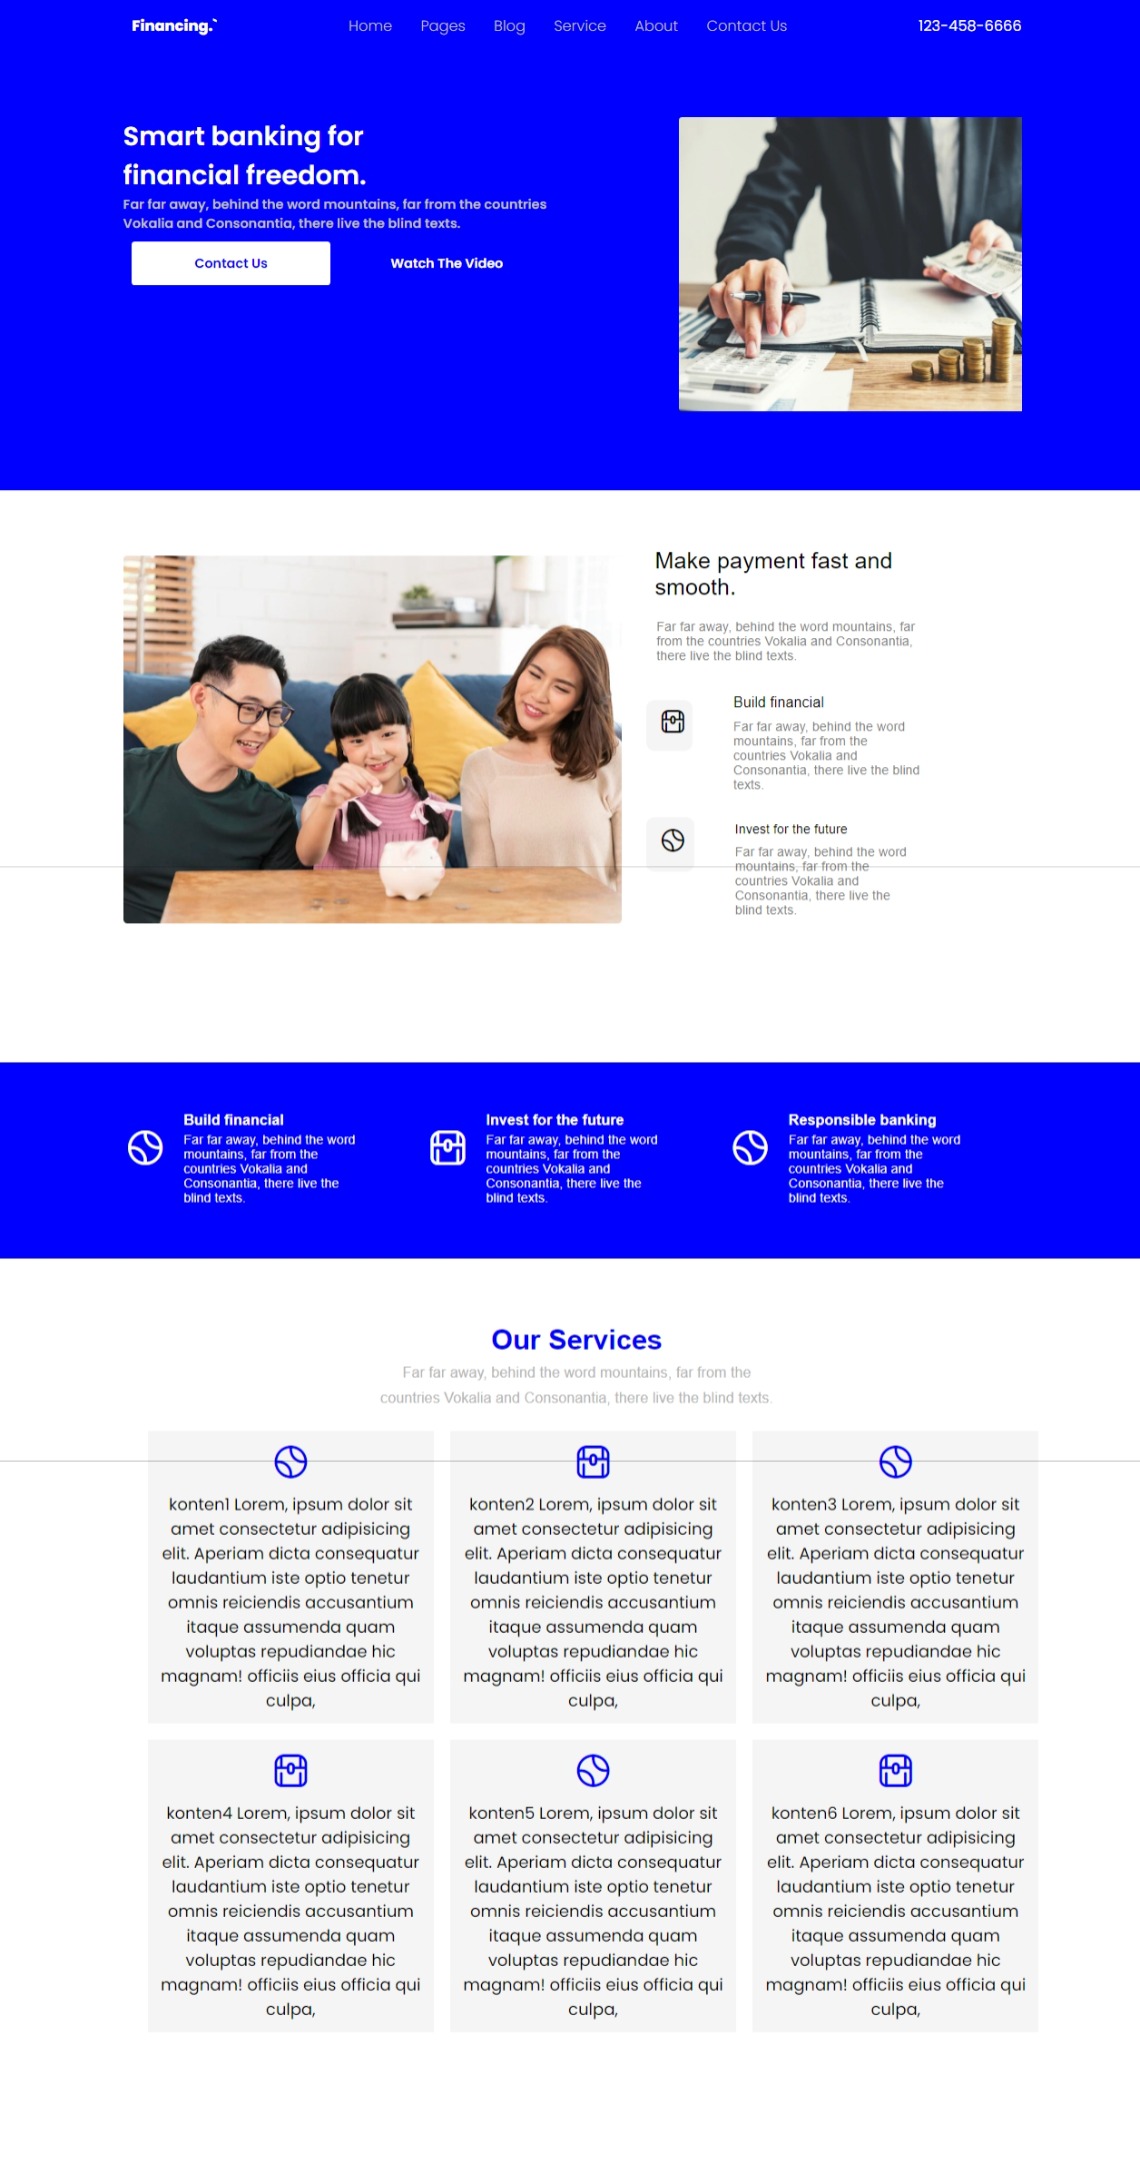 Financing.`
Home Pages Blog Service About Contact Us
123-458-6666
Smart banking for
financial freedom.
Far far away, behind the word mountains, far from the countries
Vokalia and Consonantia, there live the blind texts.
Contact Us
Watch The Video
Make payment fast and
smooth.
Far far away, behind the word mountains, far
from the countries Vokalia and Consonantia,
there live the blind texts.
Build financial
Far far away, behind the word
mountains, far from the
countries Vokalia and
Consonantia, there live the blind
texts.
Invest for the future
Far far away, behind the word
mountains, far from the
countries Vokalia and
Consonantia, there live the
blind texts.
Build financial
Far far away, behind the word
mountains, far from the
countries Vokalia and
Consonantia, there live the
blind texts.
Invest for the future
Far far away, behind the word
mountains, far from the
countries Vokalia and
Consonantia, there live the
blind texts.
Responsible banking
Far far away, behind the word
mountains, far from the
countries Vokalia and
Consonantia, there live the
blind texts.
Our Services
Far far away, behind the word mountains, far from the
countries Vokalia and Consonantia, there live the blind texts.
konten1 Lorem, ipsum dolor sit
amet consectetur adipisicing
elit. Aperiam dicta consequatur
laudantium iste optio tenetur
omnis reiciendis accusantium
itaque assumenda quam
voluptas repudiandae hic
magnam! officiis eius officia qui
culpa,
konten2 Lorem, ipsum dolor sit
amet consectetur adipisicing
elit. Aperiam dicta consequatur
laudantium iste optio tenetur
omnis reiciendis accusantium
itaque assumenda quam
voluptas repudiandae hic
magnam! officiis eius officia qui
culpa,
konten3 Lorem, ipsum dolor sit
amet consectetur adipisicing
elit. Aperiam dicta consequatur
laudantium iste optio tenetur
omnis reiciendis accusantium
itaque assumenda quam
voluptas repudiandae hic
magnam! officiis eius officia qui
culpa,
konten4 Lorem, ipsum dolor sit
amet consectetur adipisicing
elit. Aperiam dicta consequatur
laudantium iste optio tenetur
omnis reiciendis accusantium
itaque assumenda quam
voluptas repudiandae hic
magnam! officiis eius officia qui
culpa,
konten5 Lorem, ipsum dolor sit
amet consectetur adipisicing
elit. Aperiam dicta consequatur
laudantium iste optio tenetur
omnis reiciendis accusantium
itaque assumenda quam
voluptas repudiandae hic
magnam! officiis eius officia qui
culpa,
konten6 Lorem, ipsum dolor sit
amet consectetur adipisicing
elit. Aperiam dicta consequatur
laudantium iste optio tenetur
omnis reiciendis accusantium
itaque assumenda quam
voluptas repudiandae hic
magnam! officiis eius officia qui
culpa,